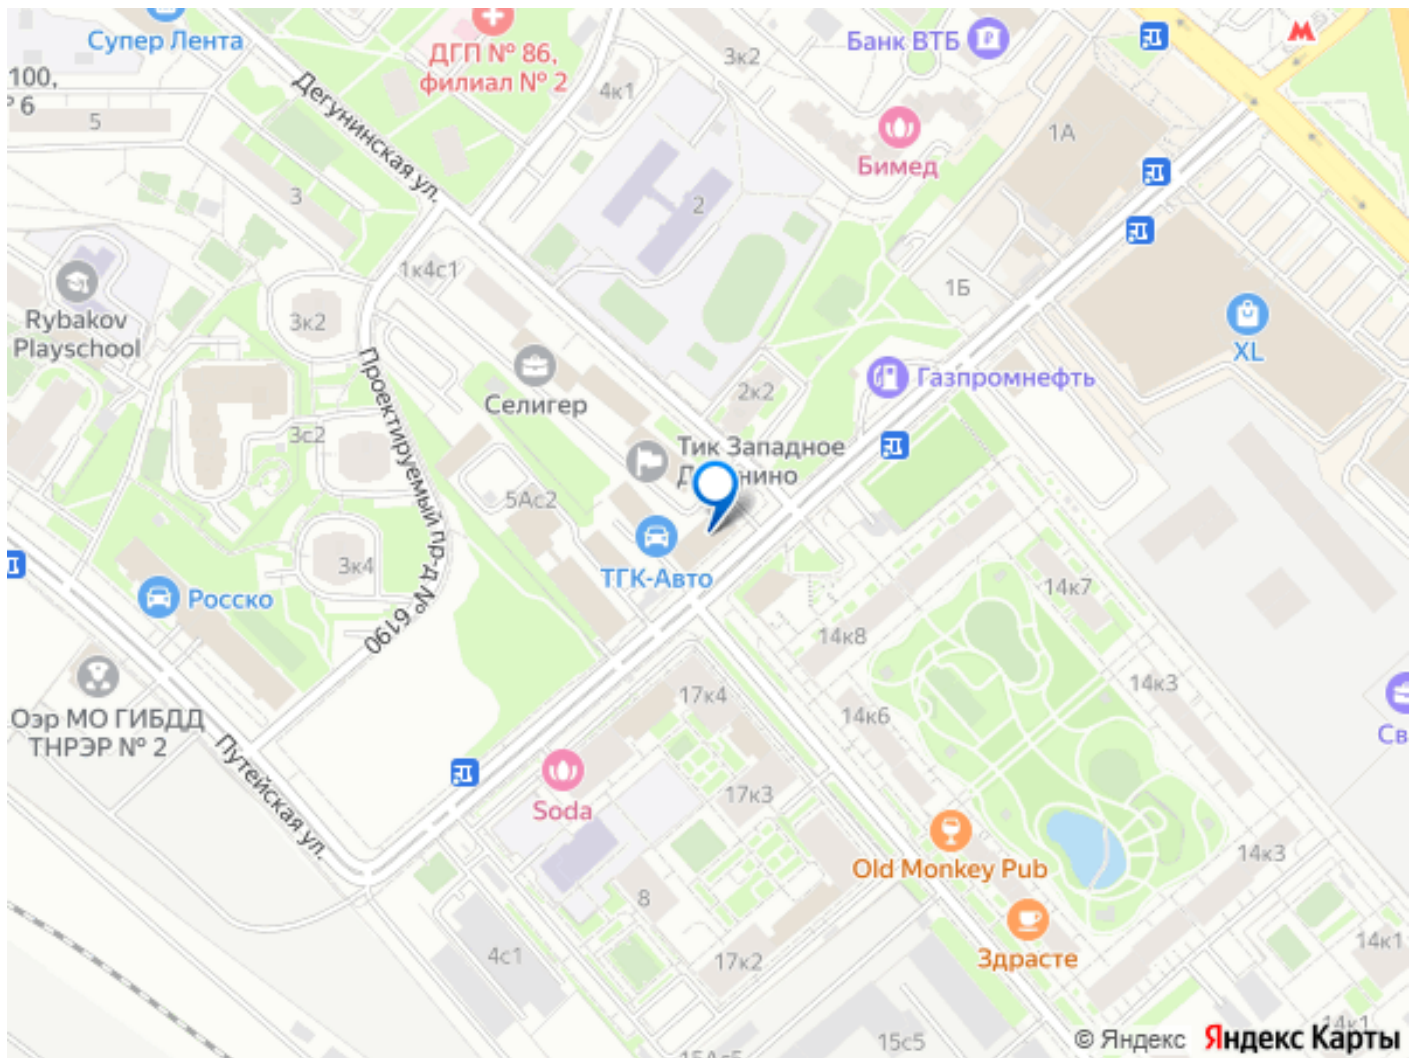 Супер Лента
ДГП № 86,
филиал № 2
Банк ВТБ
3к2
4к1
100,
6
5
Дегунинская ул.
Бимед
1А
3
2
1к4с1
1Б
Rybakov
Playschool
3к2
XL
Селигер
2к2
Газпромнефть
Проектируемый пр-д № 6190
3с2
Тик Западное
5Ас2
3к4
ТГК-Авто
14к7
Росско
14к8
17к4
14к3
Оэр МО ГИБДД
ТНРЭР № 2
14к6
Св
Путейская ул.
Soda
17к3
Old Monkey Pub
14к3
8
4с1
17к2
Здрасте
14к1
15с5
© Яндекс Яндекс Карты